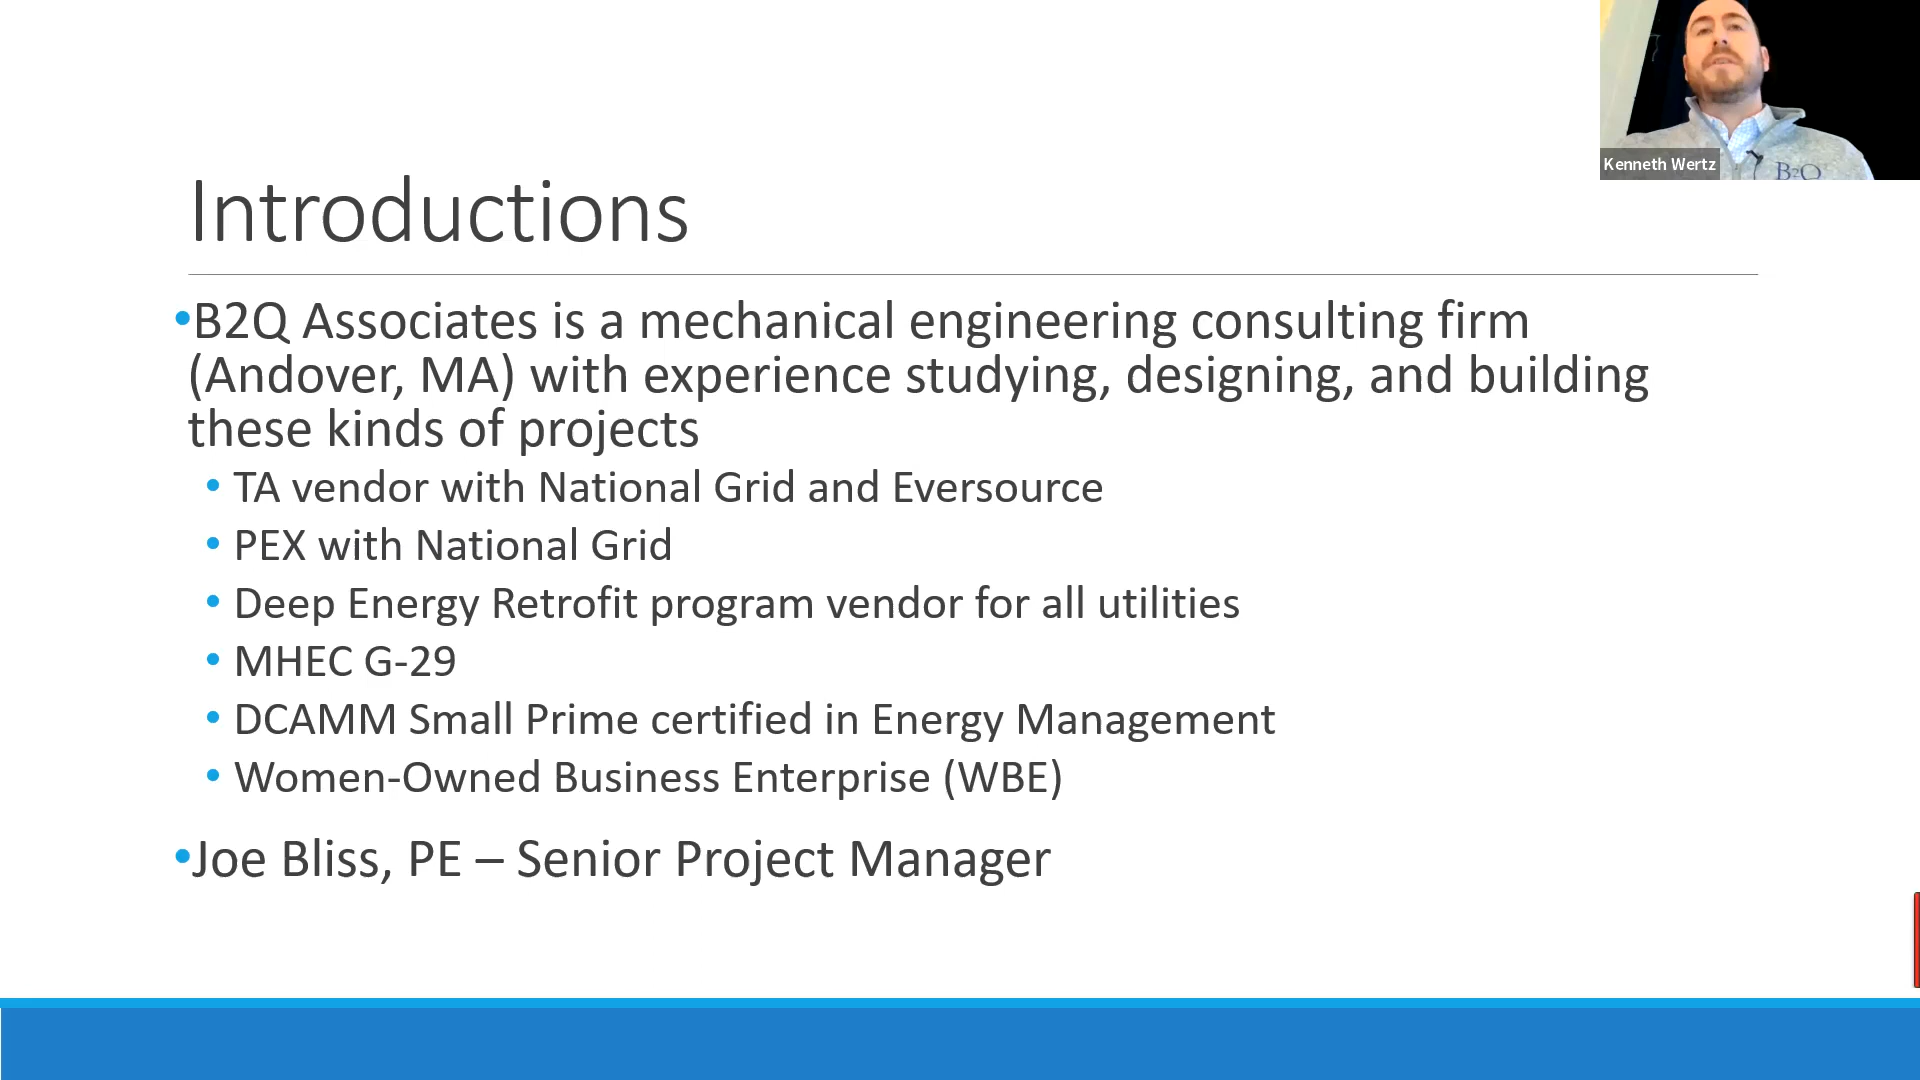 Kenneth Wertz
B2Q
Introductions
•B2Q Associates is a mechanical engineering consulting firm
(Andover, MA) with experience studying, designing, and building
these kinds of projects
• TA vendor with National Grid and Eversource
• PEX with National Grid
• Deep Energy Retrofit program vendor for all utilities
• MHEC G-29
• DCAMM Small Prime certified in Energy Management
• Women-Owned Business Enterprise (WBE)
•Joe Bliss, PE – Senior Project Manager